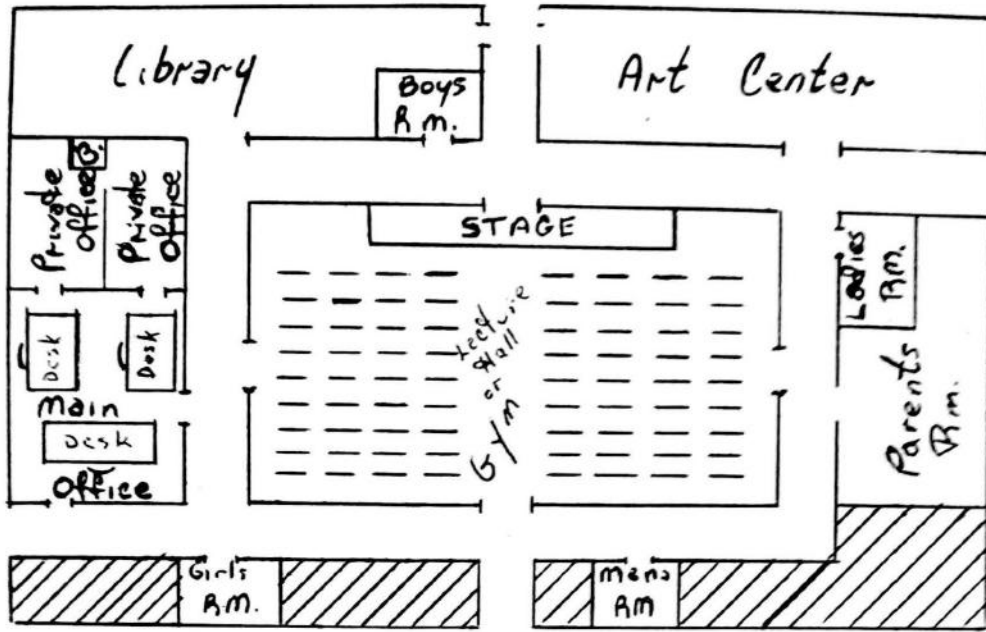 Library
Art Center
Boys
Rm.
Private
Office
B.
Private
Office
STAGE
Ladies
Rm.
Lecture
Hall
or
Gym
Desk
Desk
Main
Desk
Office
Parents
Rm.
Girls
RM.
Mens
RM